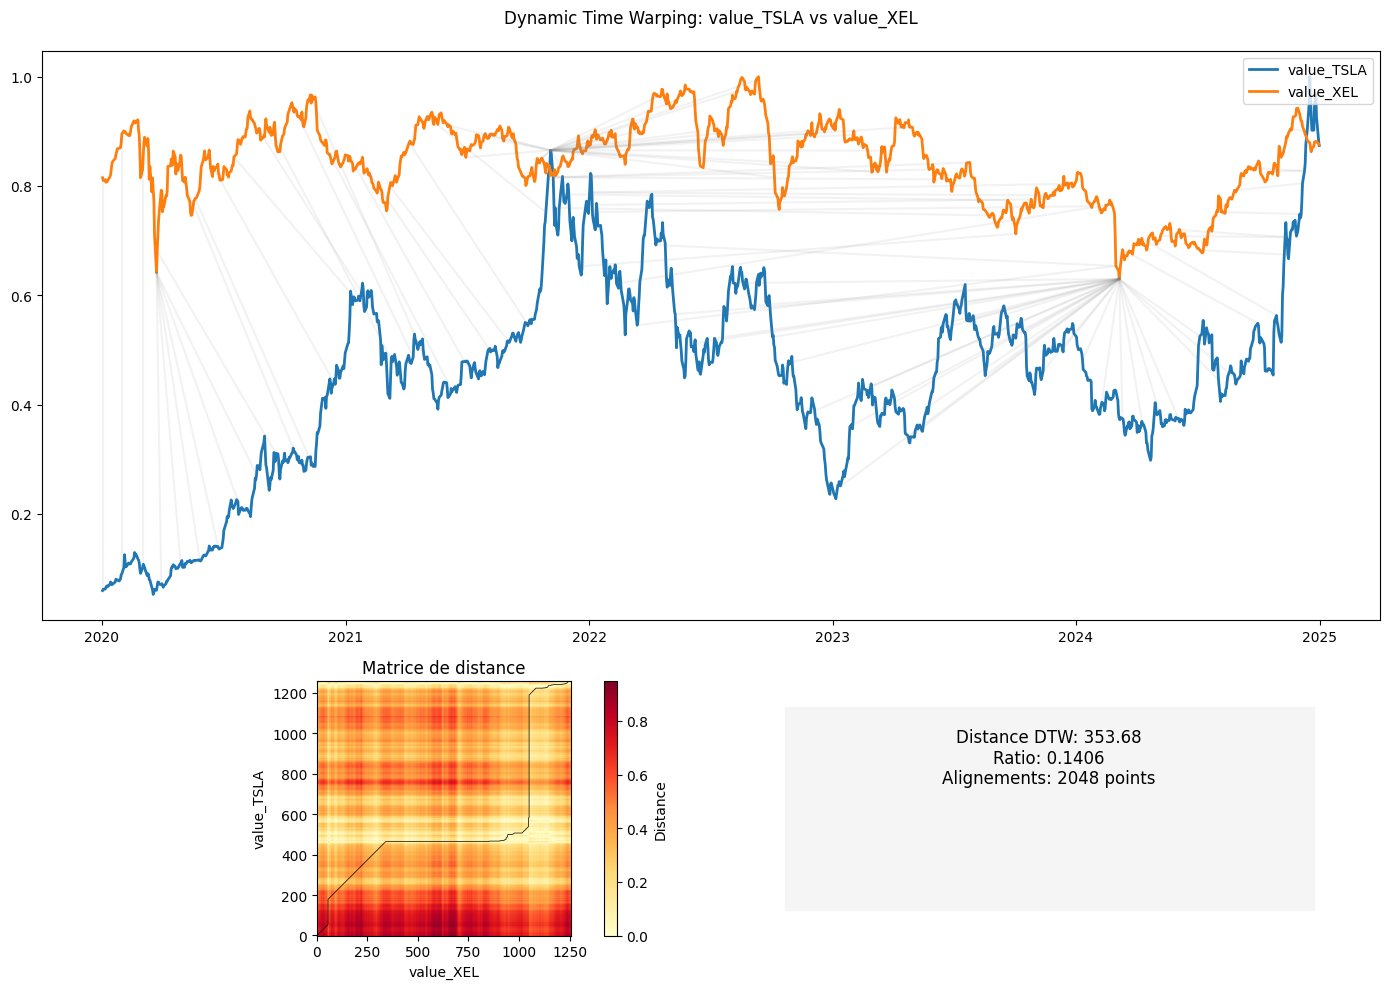 Dynamic Time Warping: value_TSLA vs value_XEL
value_TSLA
value_XEL
1.0
0.8
0.6
0.4
0.2
2020 2021 2022 2023 2024 2025
Matrice de distance
1200
1000
800
600
400
200
0
value_TSLA
0 250 500 750 1000 1250
value_XEL
0.8
0.6
0.4
0.2
0.0
Distance
Distance DTW: 353.68
Ratio: 0.1406
Alignements: 2048 points